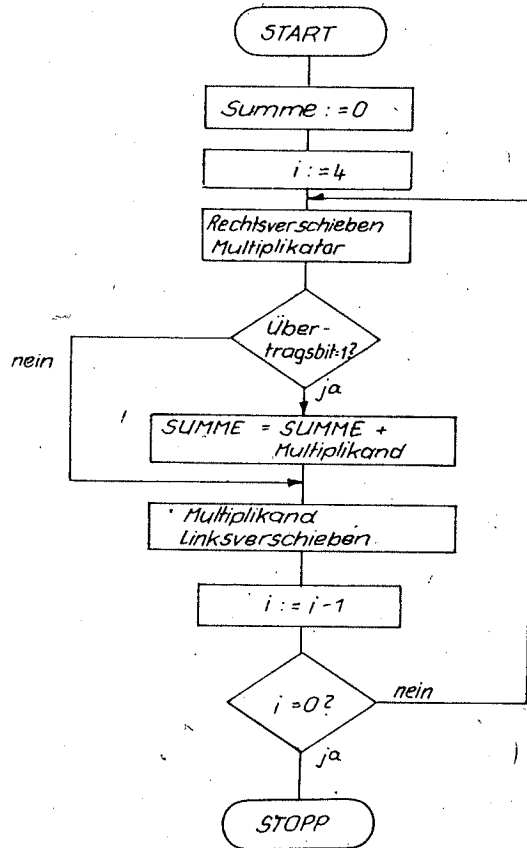 START
Summe := 0
i := 4
Rechtsverschieben
Multiplikator
Über-
tragsbit=1?
nein
ja
SUMME = SUMME +
Multiplikand
Multiplikand
Linksverschieben
i := i-1
i=0?
nein
ja
STOPP